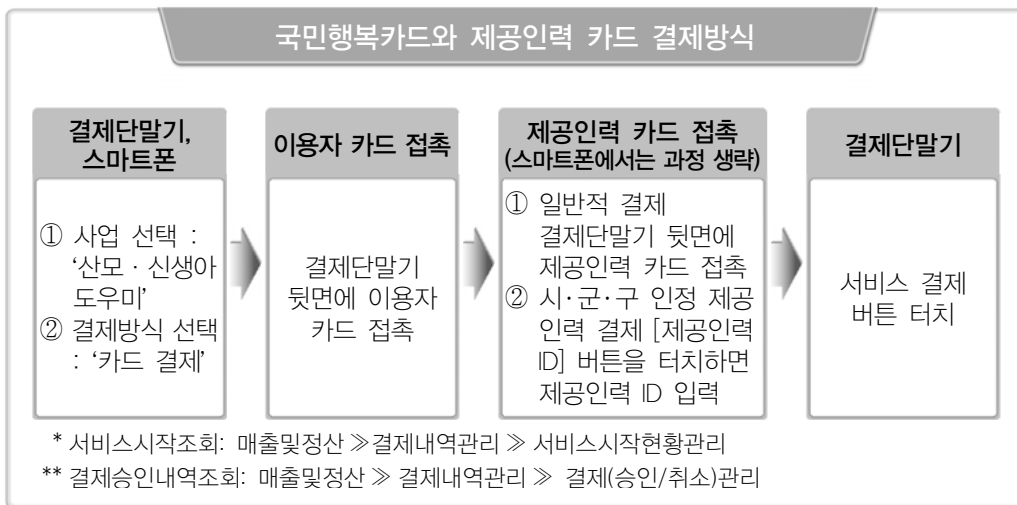 국민행복카드와 제공인력 카드 결제방식
결제단말기,
스마트폰
① 사업 선택 :
‘산모·신생아
도우미’
② 결제방식 선택
: ‘카드 결제’
이용자 카드 접촉
결제단말기
뒷면에 이용자
카드 접촉
제공인력 카드 접촉
(스마트폰에서는 과정 생략)
① 일반적 결제
결제단말기 뒷면에
제공인력 카드 접촉
② 시·군·구 인정 제공
인력 결제 [제공인력
ID] 버튼을 터치하면
제공인력 ID 입력
결제단말기
서비스 결제
버튼 터치
* 서비스시작조회: 매출및정산 ≫결제내역관리 ≫ 서비스시작현황관리
** 결제승인내역조회: 매출및정산 ≫ 결제내역관리 ≫ 결제(승인/취소)관리